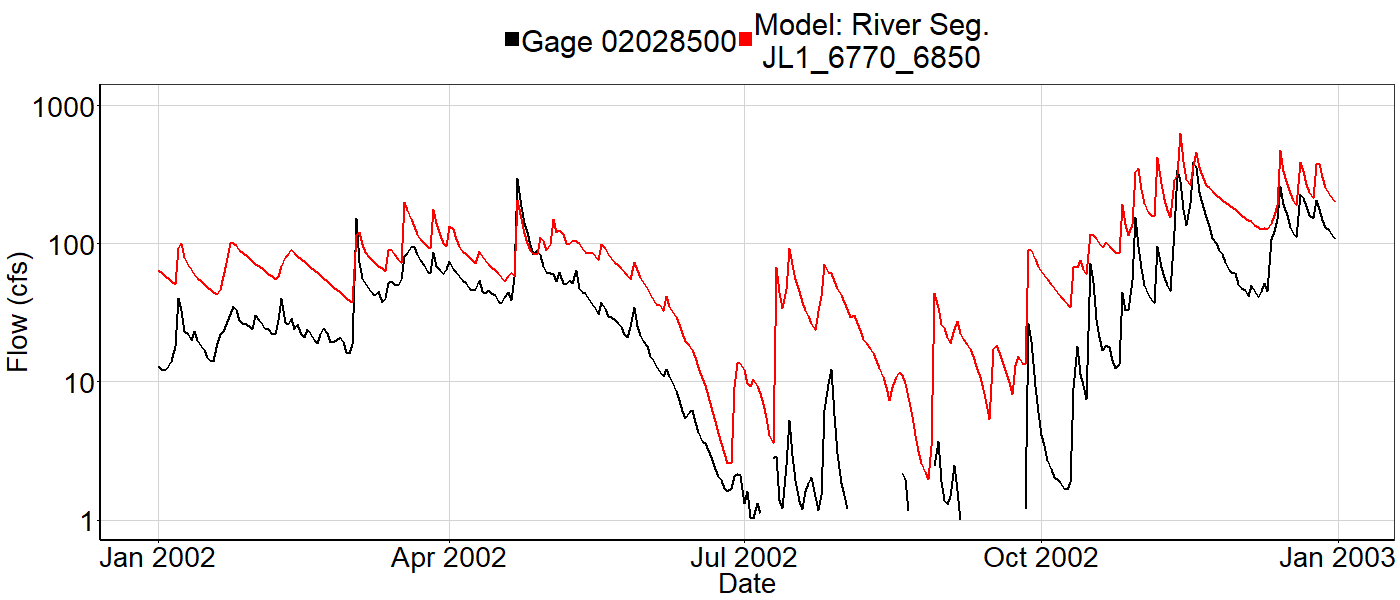 Gage 02028500
Model: River Seg.
JL1_6770_6850
1000
100
10
1
Flow (cfs)
Jan 2002
Apr 2002
Jul 2002
Oct 2002
Jan 2003
Date